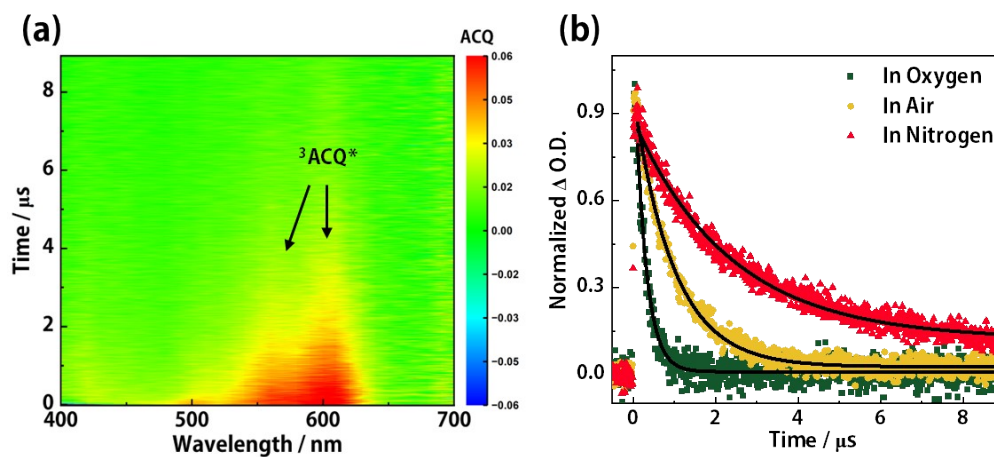 (a)
ACQ
³ACQ*
Time / μs
8
6
4
2
0
400
500
600
700
Wavelength / nm
0.06
0.05
0.03
0.02
0.00
−0.02
−0.03
−0.05
−0.06
(b)
In Oxygen
In Air
In Nitrogen
Normalized Δ O.D.
0.9
0.6
0.3
0.0
0
2
4
6
8
Time / μs